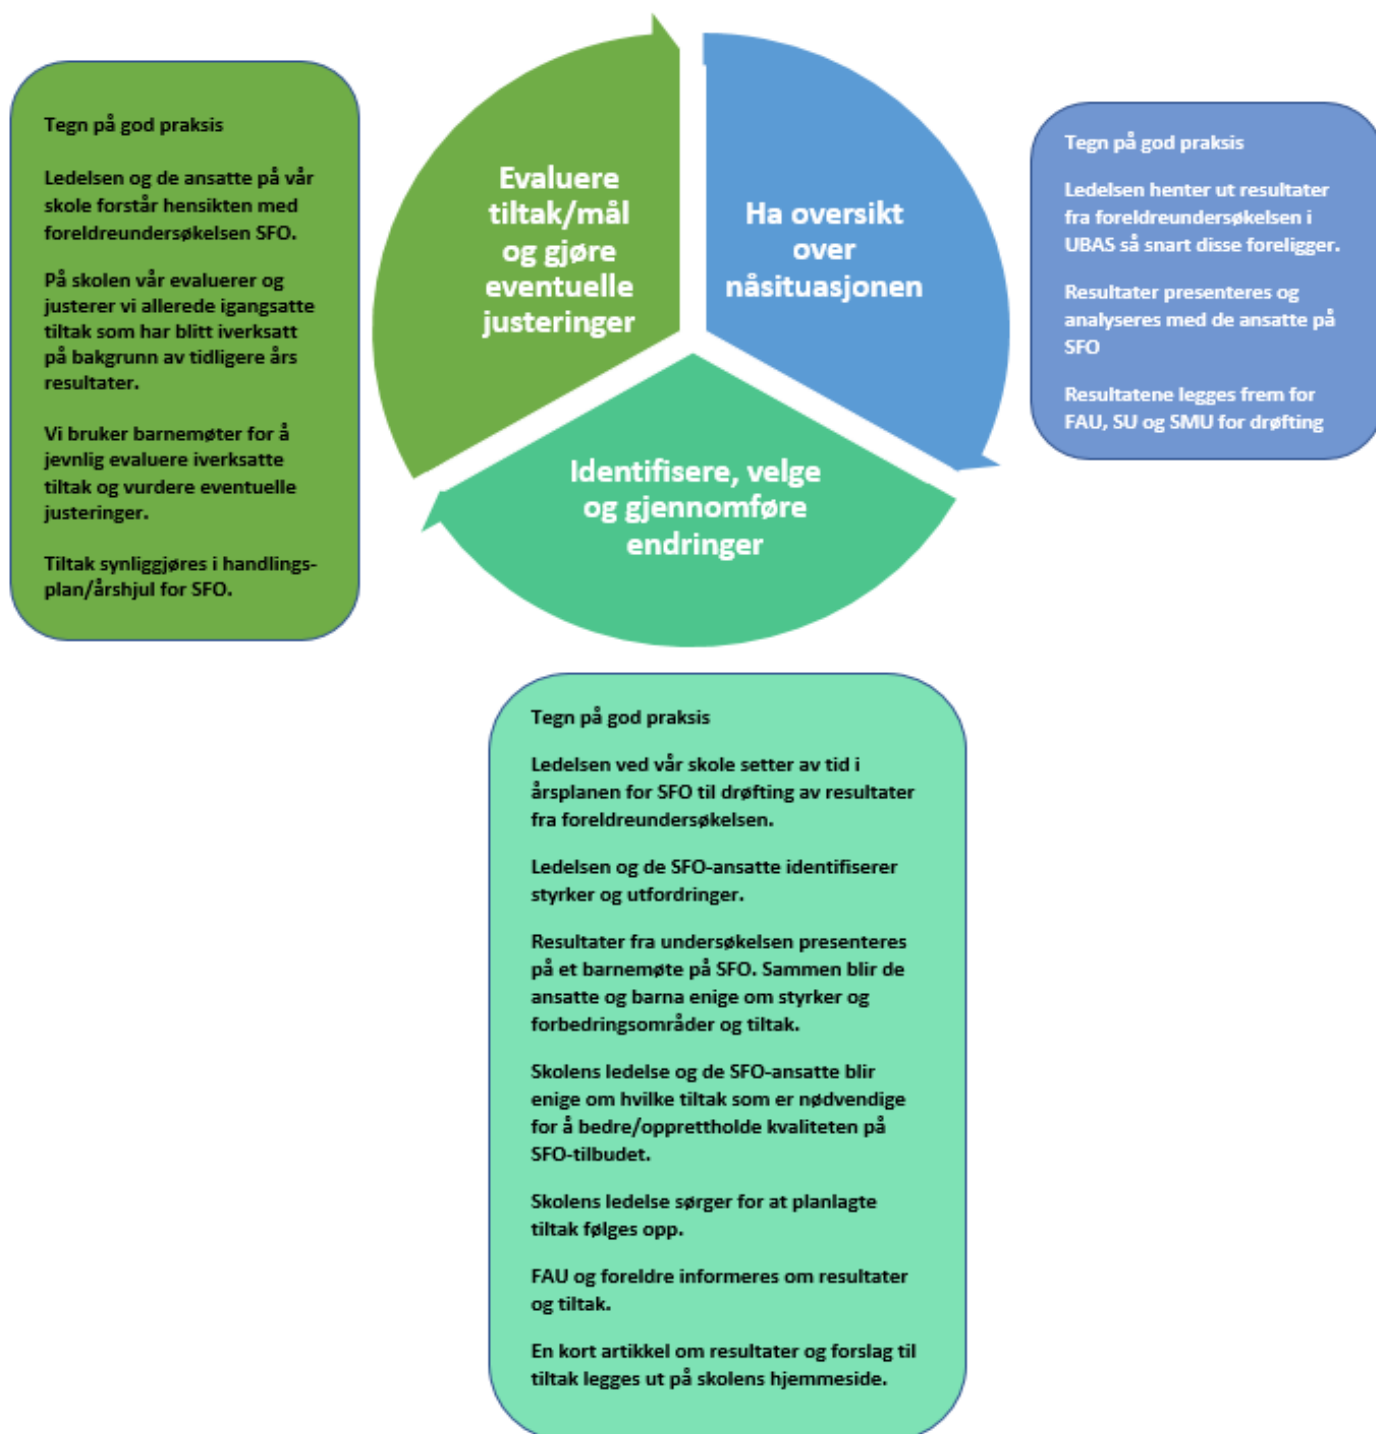 Evaluere
tiltak/mål
og gjøre
eventuelle
justeringer
Ha oversikt
over
nåsituasjonen
Identifisere, velge
og gjennomføre
endringer
Tegn på god praksis
Ledelsen og de ansatte på vår
skole forstår hensikten med
foreldreundersøkelsen SFO.
På skolen vår evaluerer og
justerer vi allerede igangsatte
tiltak som har blitt iverksatt
på bakgrunn av tidligere års
resultater.
Vi bruker barnemøter for å
jevnlig evaluere iverksatte
tiltak og vurdere eventuelle
justeringer.
Tiltak synliggjøres i handlings-
plan/årshjul for SFO.
Tegn på god praksis
Ledelsen henter ut resultater
fra foreldreundersøkelsen i
UBAS så snart disse foreligger.
Resultater presenteres og
analyseres med de ansatte på
SFO
Resultatene legges frem for
FAU, SU og SMU for drøfting
Tegn på god praksis
Ledelsen ved vår skole setter av tid i
årsplanen for SFO til drøfting av resultater
fra foreldreundersøkelsen.
Ledelsen og de SFO-ansatte identifiserer
styrker og utfordringer.
Resultater fra undersøkelsen presenteres
på et barnemøte på SFO. Sammen blir de
ansatte og barna enige om styrker og
forbedringsområder og tiltak.
Skolens ledelse og de SFO-ansatte blir
enige om hvilke tiltak som er nødvendige
for å bedre/opprettholde kvaliteten på
SFO-tilbudet.
Skolens ledelse sørger for at planlagte
tiltak følges opp.
FAU og foreldre informeres om resultater
og tiltak.
En kort artikkel om resultater og forslag til
tiltak legges ut på skolens hjemmeside.